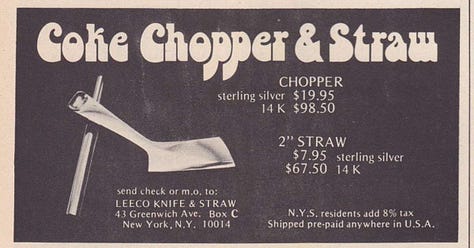 Coke Chopper & Straw
CHOPPER
sterling silver $19.95
14 K $98.50
2" STRAW
$7.95 sterling silver
$67.50 14 K
send check or m.o. to:
LEECO KNIFE & STRAW
43 Greenwich Ave. Box C
New York, N.Y. 10014
N.Y.S. residents add 8% tax
Shipped pre-paid anywhere in U.S.A.